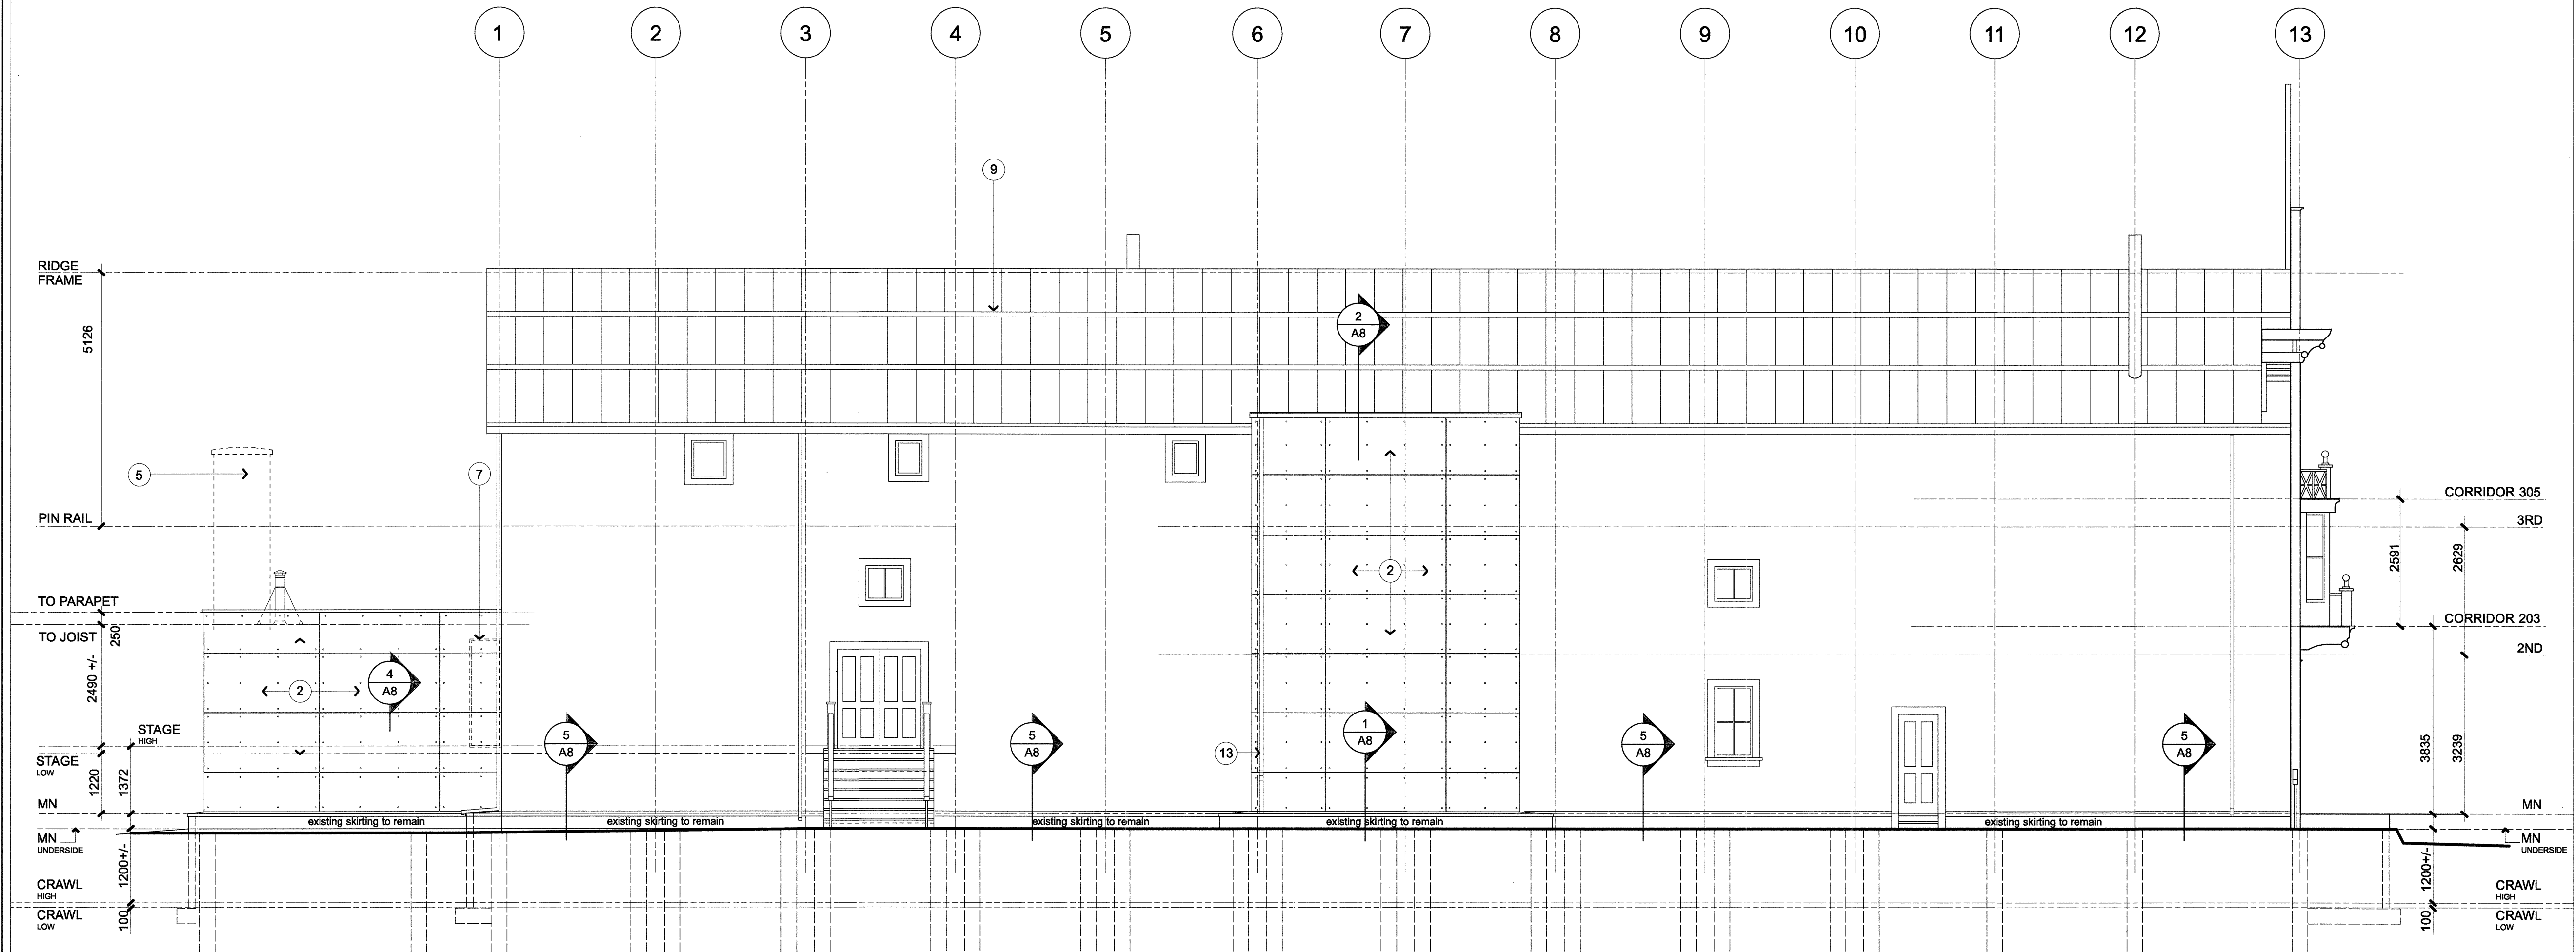 1 2 3 4 5 6 7 8 9 10 11 12 13
9
RIDGE
FRAME
5126
2
A8
5
7
PIN RAIL
CORRIDOR 305
3RD
2591
2629
2
TO PARAPET
TO JOIST
250
2490 +/-
CORRIDOR 203
2ND
4
A8
2
STAGE
HIGH
STAGE
LOW
1220
1372
5
A8
5
A8
13
1
A8
5
A8
5
A8
3835
3239
MN
MN
existing skirting to remain
existing skirting to remain
existing skirting to remain
existing skirting to remain
existing skirting to remain
MN
UNDERSIDE
MN
UNDERSIDE
1200+/-
1200+/-
CRAWL
HIGH
CRAWL
HIGH
CRAWL
LOW
CRAWL
LOW
100
100